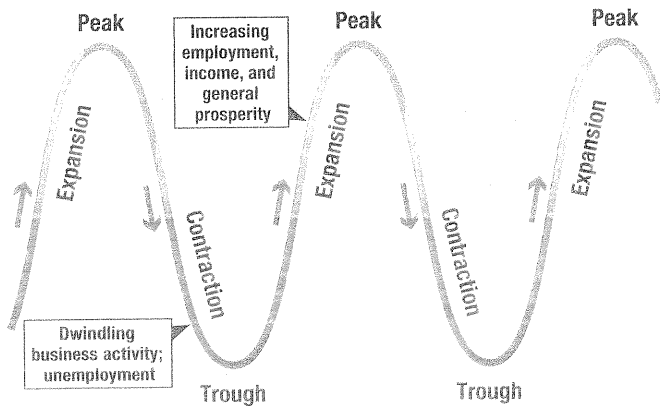 Peak
Increasing
employment,
income, and
general
prosperity
Peak
Peak
Expansion
Contraction
Expansion
Contraction
Expansion
Dwindling
business activity;
unemployment
Trough
Trough